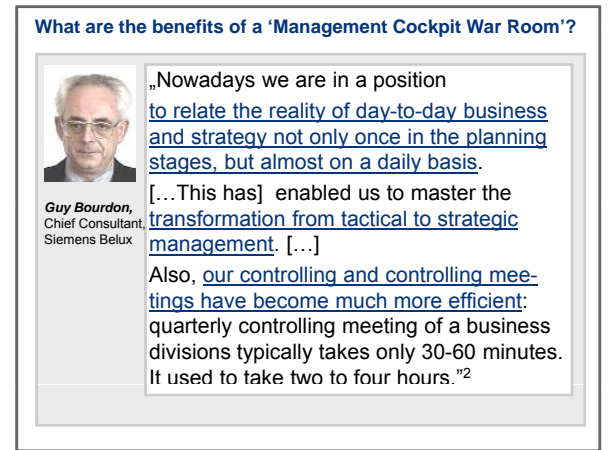 What are the benefits of a ‘Management Cockpit War Room’?
Guy Bourdon,
Chief Consultant,
Siemens Belux
„Nowadays we are in a position
to relate the reality of day-to-day business
and strategy not only once in the planning
stages, but almost on a daily basis.
[…This has]  enabled us to master the
transformation from tactical to strategic
management. […]
Also, our controlling and controlling mee-
tings have become much more efficient:
quarterly controlling meeting of a business
divisions typically takes only 30-60 minutes.
It used to take two to four hours.”²